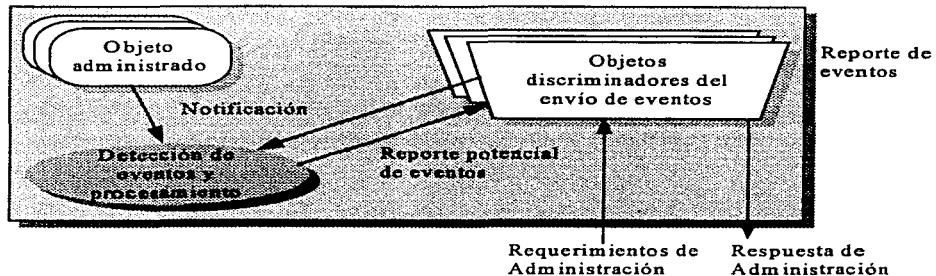 Objeto
administrado
Objetos
discriminadores del
envío de eventos
Reporte de
eventos
Notificación
Detección de
eventos y
procesamiento
Reporte potencial
de eventos
Requerimientos de
Administración
Respuesta de
Administración